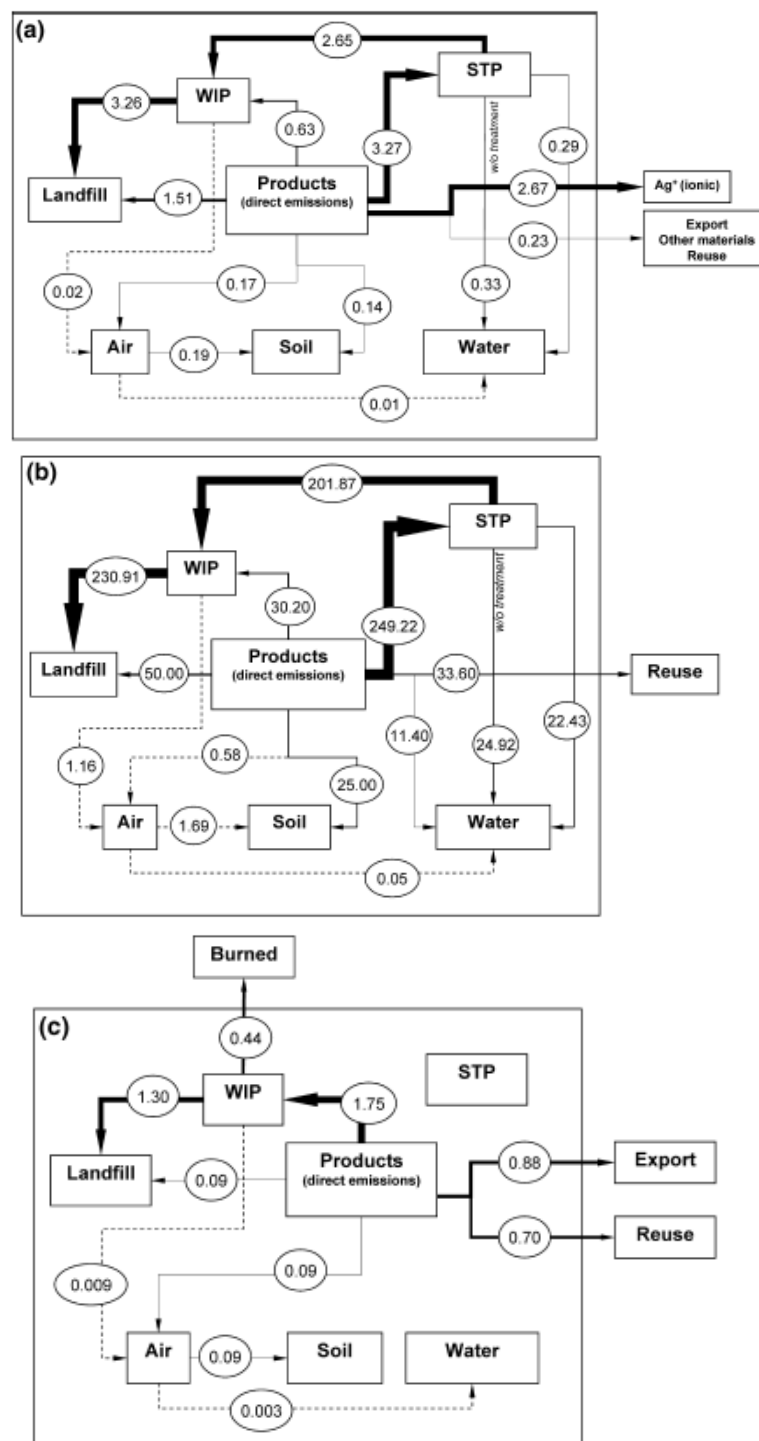 (a)
2.65
STP
WIP
3.26
0.63
3.27
w/o treatment
0.29
Products
(direct emissions)
Landfill
1.51
2.67
Ag⁺ (ionic)
0.23
Export
Other materials
Reuse
0.02
0.17
0.14
0.33
Air
0.19
Soil
Water
0.01
(b)
201.87
STP
WIP
230.91
30.20
249.22
w/o treatment
Products
(direct emissions)
Landfill
50.00
33.60
Reuse
1.16
0.58
25.00
11.40
24.92
22.43
Air
1.69
Soil
Water
0.05
Burned
(c)
0.44
STP
WIP
1.30
1.75
Products
(direct emissions)
Landfill
0.09
0.88
Export
0.70
Reuse
0.009
0.09
Air
0.09
Soil
Water
0.003